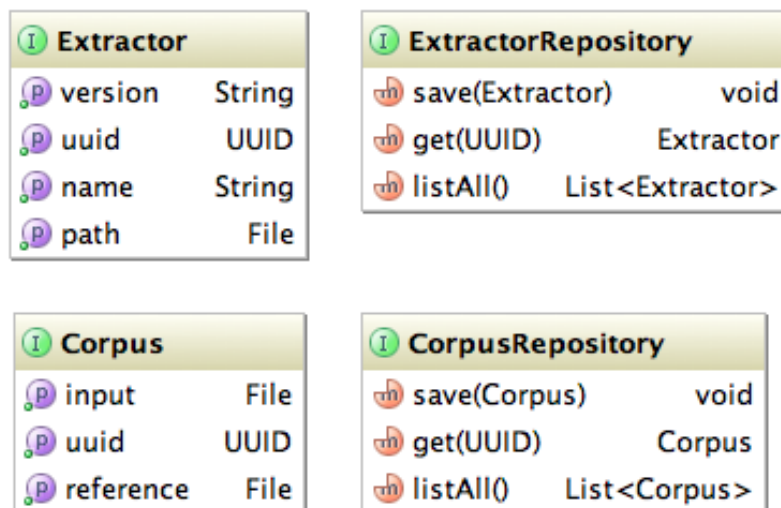 I Extractor
p version String
p uuid UUID
p name String
p path File
I ExtractorRepository
m save(Extractor) void
m get(UUID) Extractor
m listAll() List<Extractor>
I Corpus
p input File
p uuid UUID
p reference File
I CorpusRepository
m save(Corpus) void
m get(UUID) Corpus
m listAll() List<Corpus>